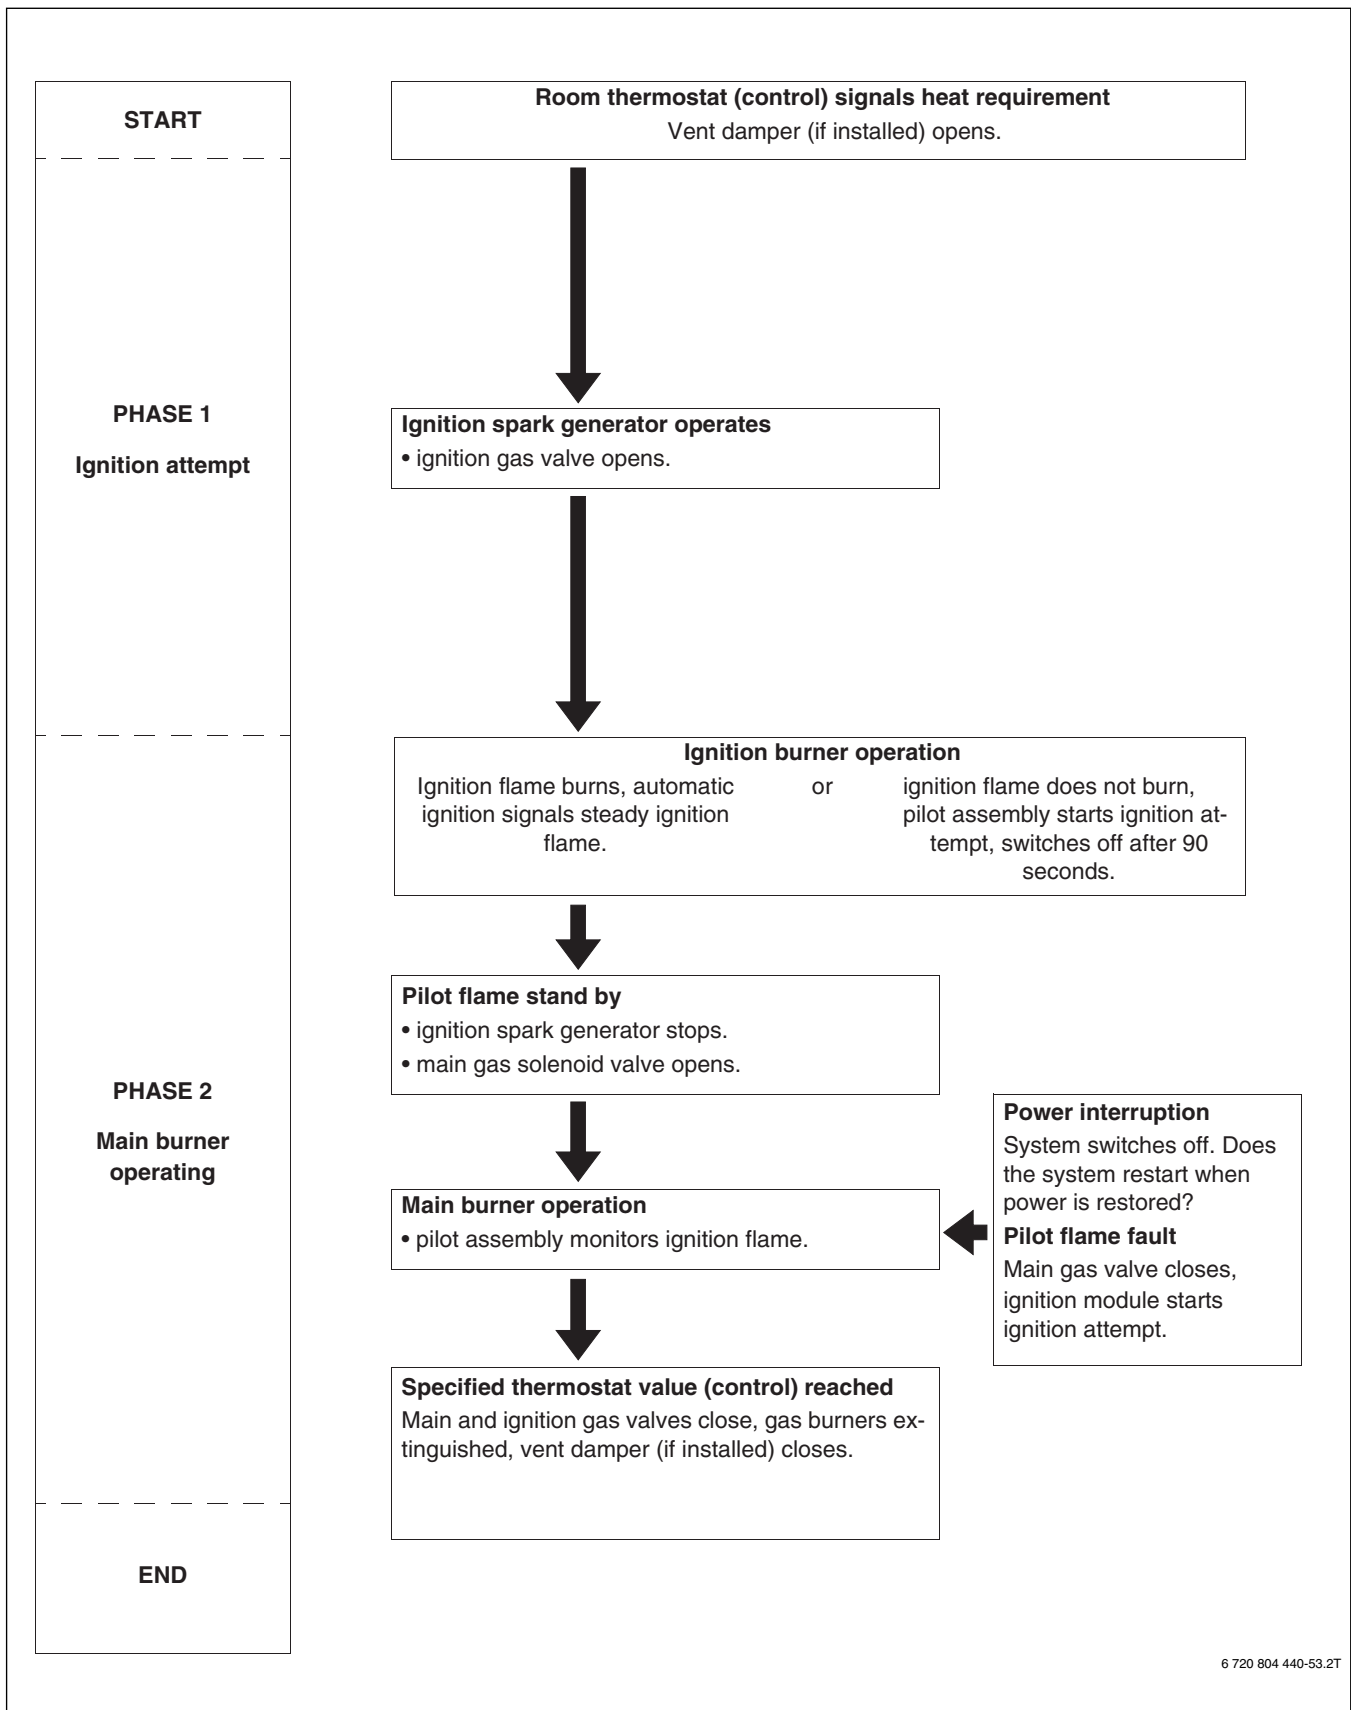 START
Room thermostat (control) signals heat requirement
Vent damper (if installed) opens.
PHASE 1
Ignition attempt
Ignition spark generator operates
• ignition gas valve opens.
Ignition burner operation
Ignition flame burns, automatic
ignition signals steady ignition
flame.
or
ignition flame does not burn,
pilot assembly starts ignition at-
tempt, switches off after 90
seconds.
Pilot flame stand by
• ignition spark generator stops.
• main gas solenoid valve opens.
PHASE 2
Main burner
operating
Power interruption
System switches off. Does
the system restart when
power is restored?
Pilot flame fault
Main gas valve closes,
ignition module starts
ignition attempt.
Main burner operation
• pilot assembly monitors ignition flame.
Specified thermostat value (control) reached
Main and ignition gas valves close, gas burners ex-
tinguished, vent damper (if installed) closes.
END
6 720 804 440-53.2T